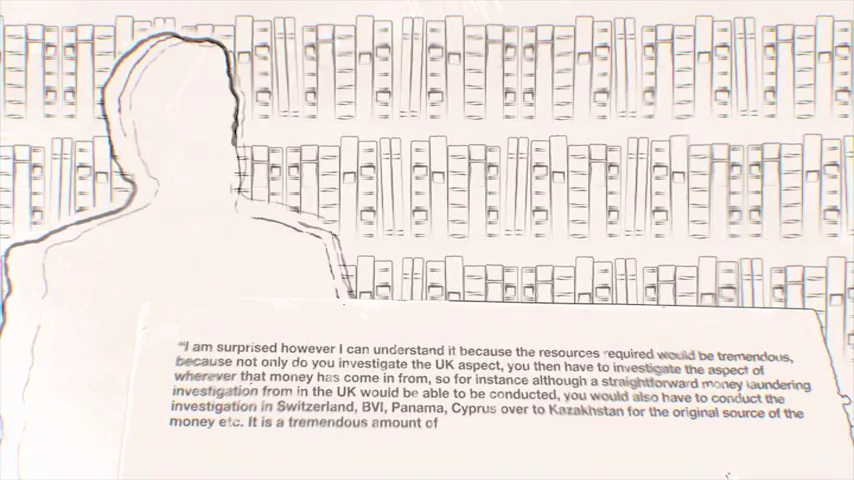 "I am surprised however I can understand it because the resources required would be tremendous,
because not only do you investigate the UK aspect, you then have to investigate the aspect of
wherever that money has come in from, so for instance although a straightforward money laundering
investigation from in the UK would be able to be conducted, you would also have to conduct the
investigation in Switzerland, BVI, Panama, Cyprus over to Kazakhstan for the original source of the
money etc. It is a tremendous amount of